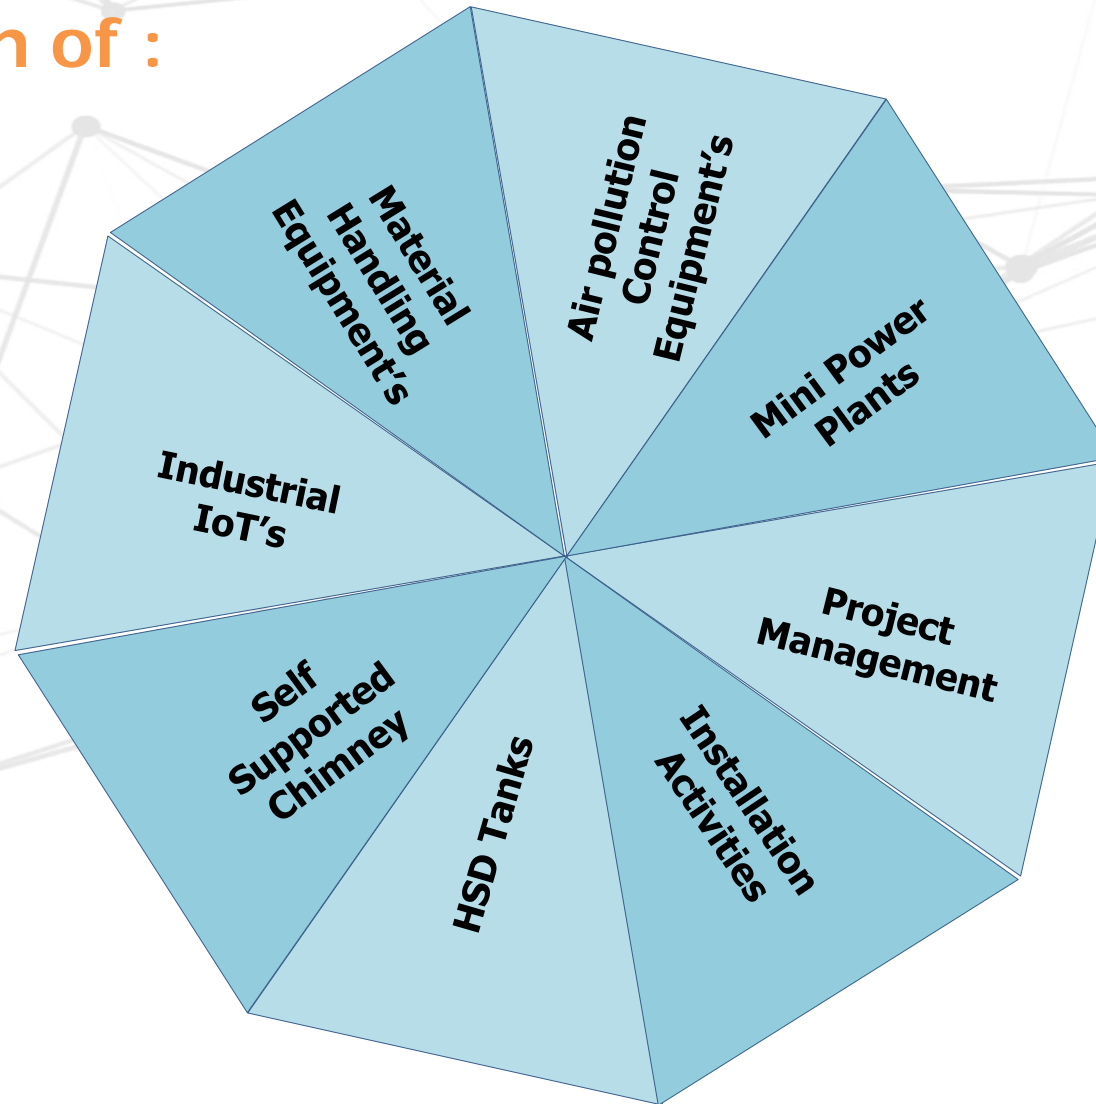 n of :
Air pollution
Control
Equipment’s
Mini Power
Plants
Project
Management
Installation
Activities
HSD Tanks
Self
Supported
Chimney
Industrial
IoT’s
Material
Handling
Equipment’s